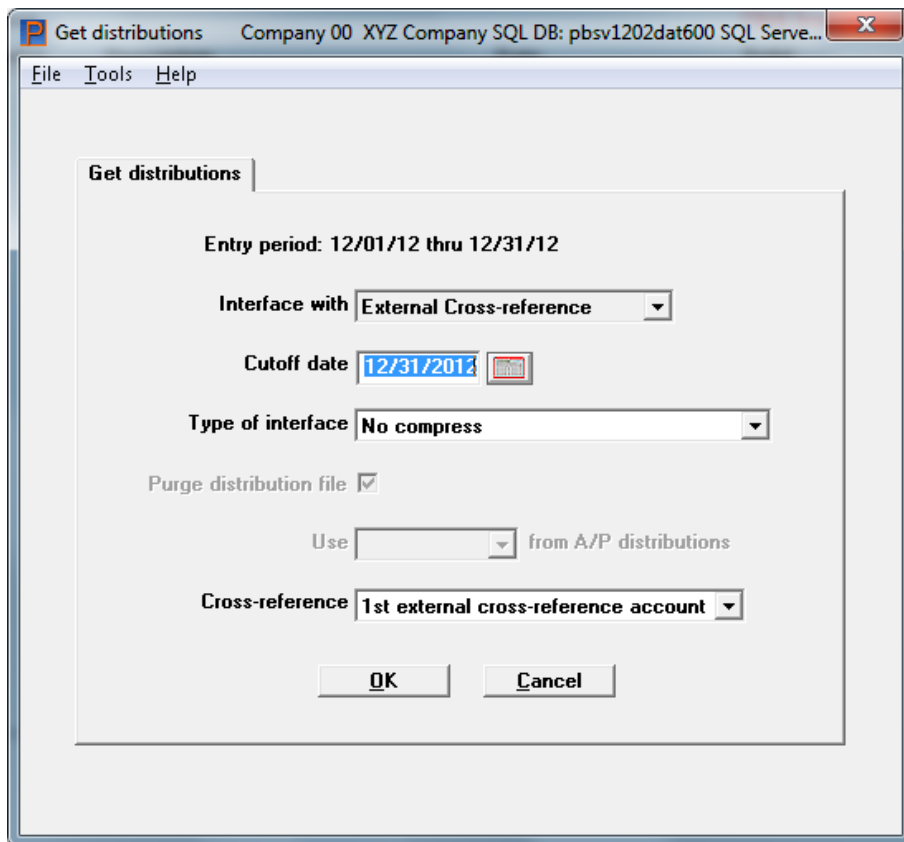 Get distributions Company 00 XYZ Company SQL DB: pbsv1202dat600 SQL Serve...
File Tools Help
Get distributions
Entry period: 12/01/12 thru 12/31/12
Interface with External Cross-reference
Cutoff date 12/31/2012
Type of interface No compress
Purge distribution file
Use from A/P distributions
Cross-reference 1st external cross-reference account
OK Cancel